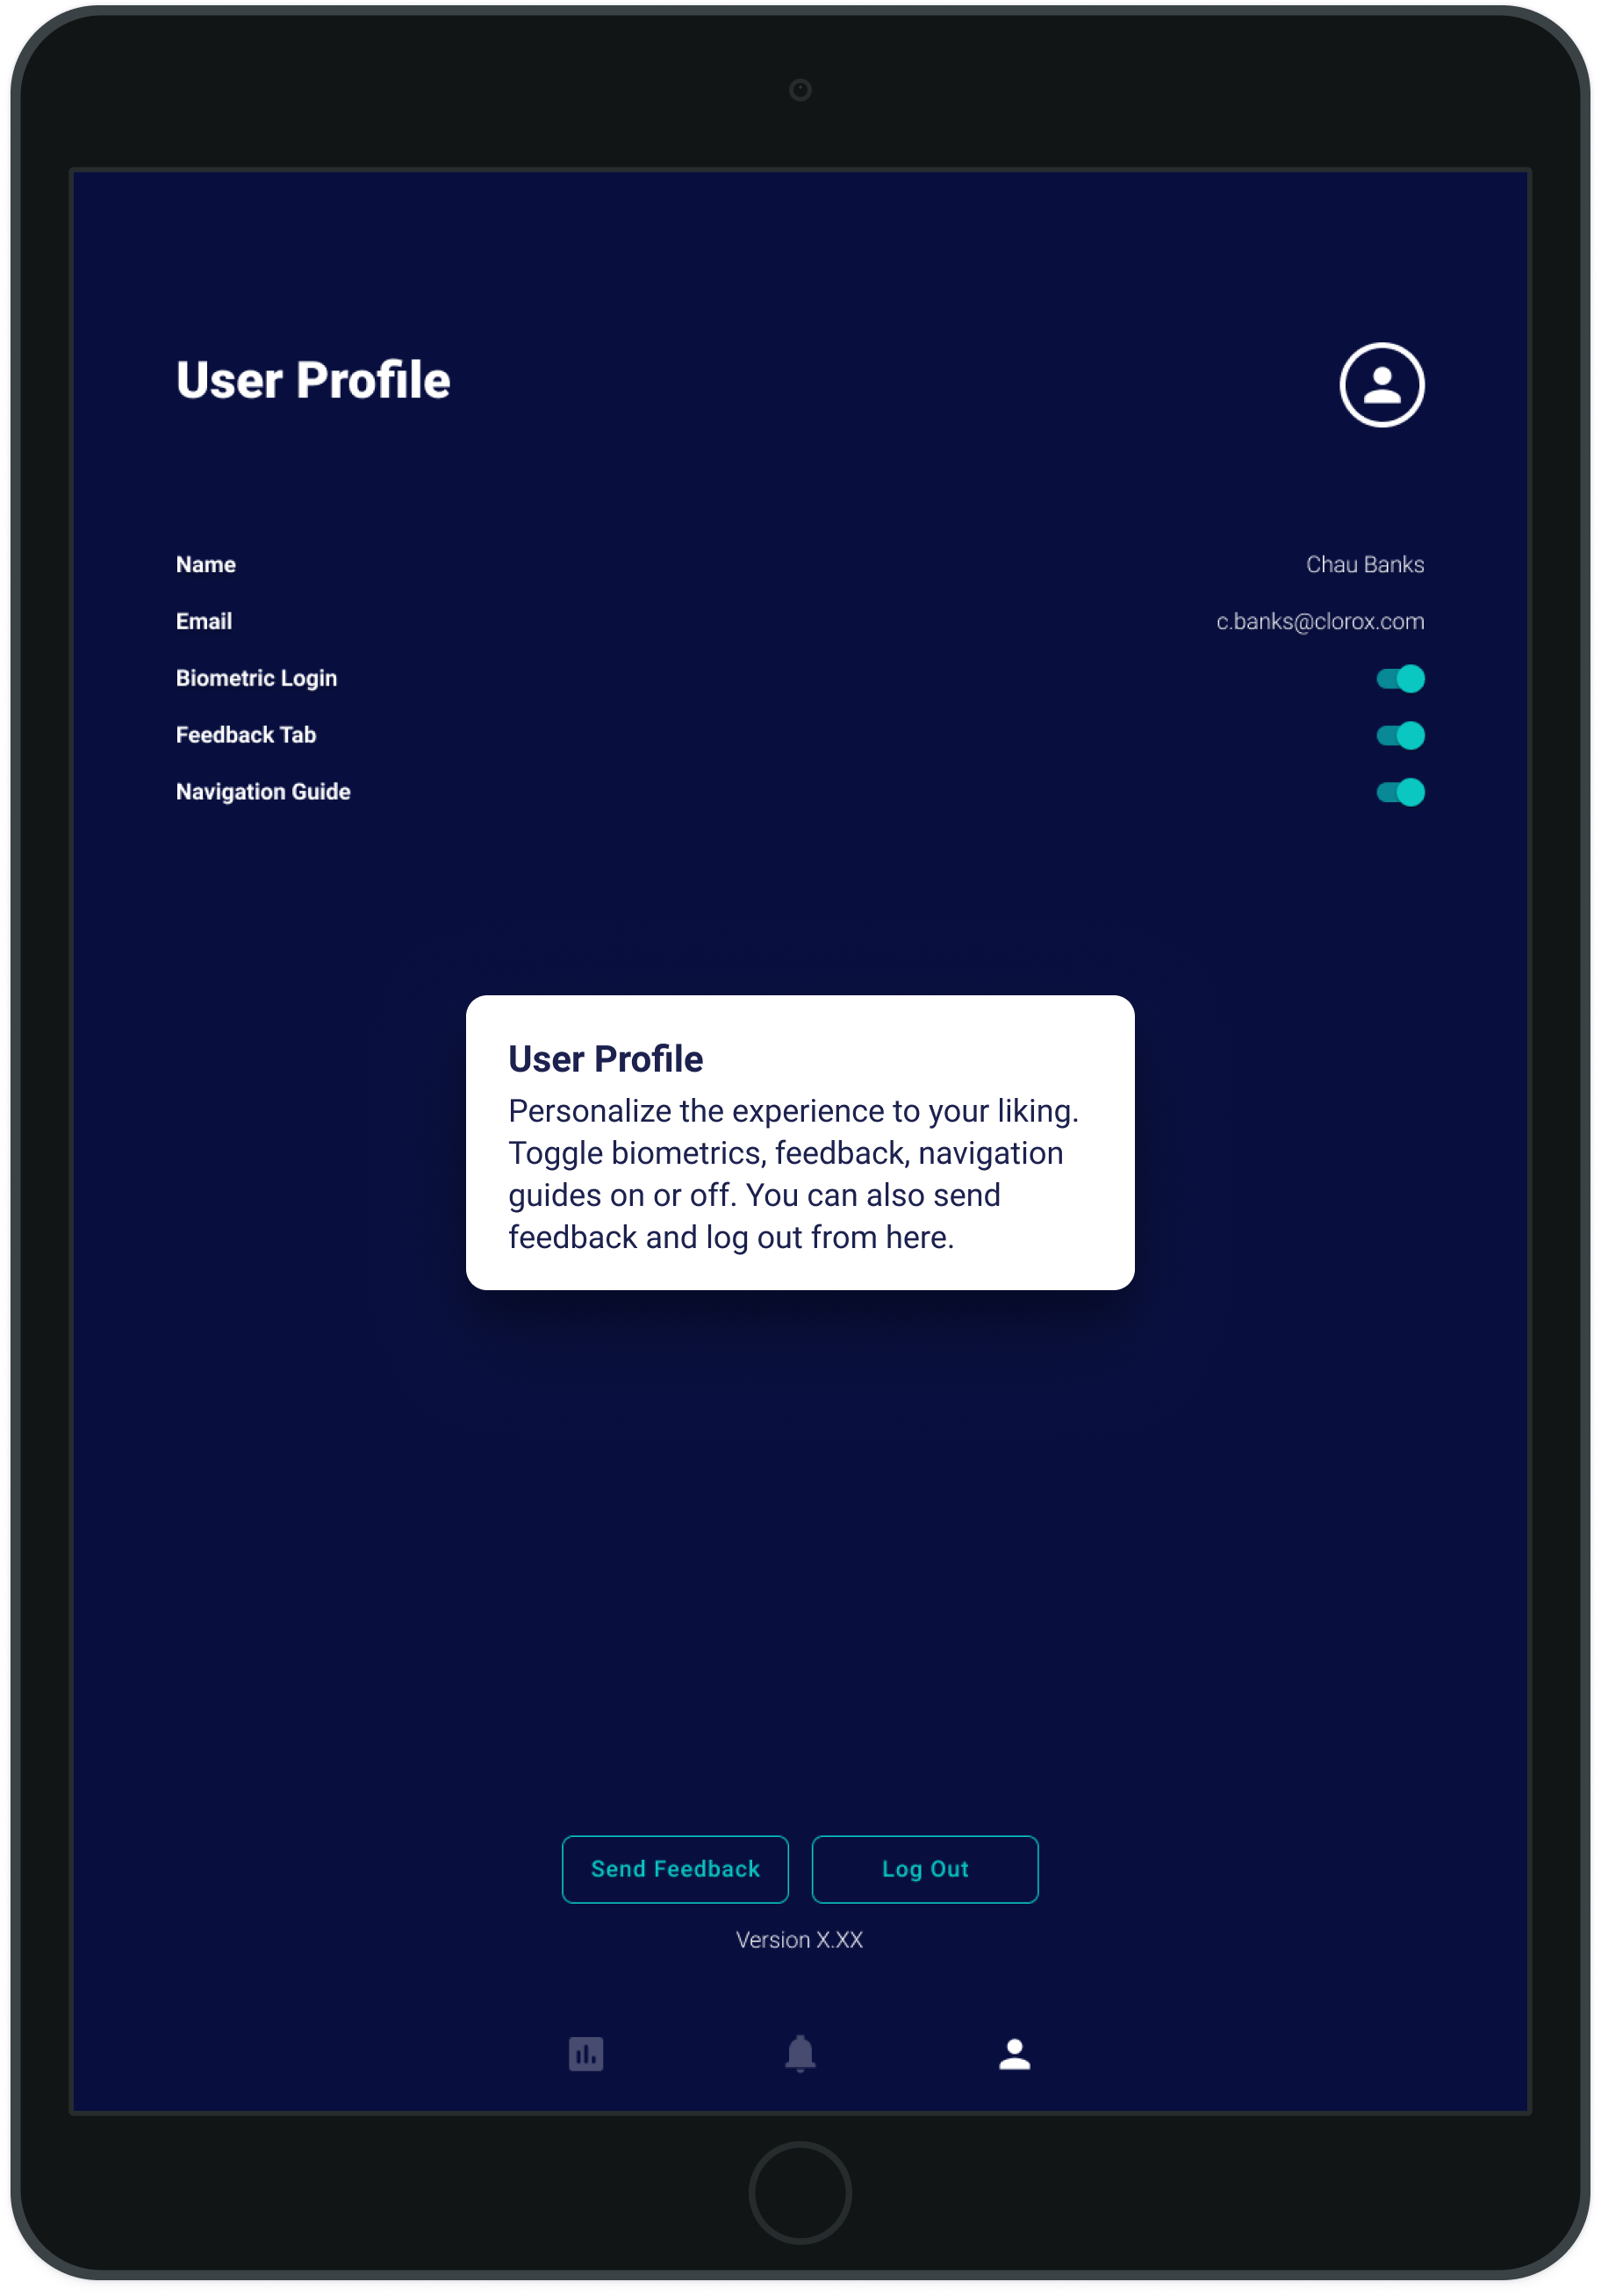 User Profile
Name
Chau Banks
Email
c.banks@clorox.com
Biometric Login
Feedback Tab
Navigation Guide
User Profile
Personalize the experience to your liking.
Toggle biometrics, feedback, navigation
guides on or off. You can also send
feedback and log out from here.
Send Feedback
Log Out
Version X.XX